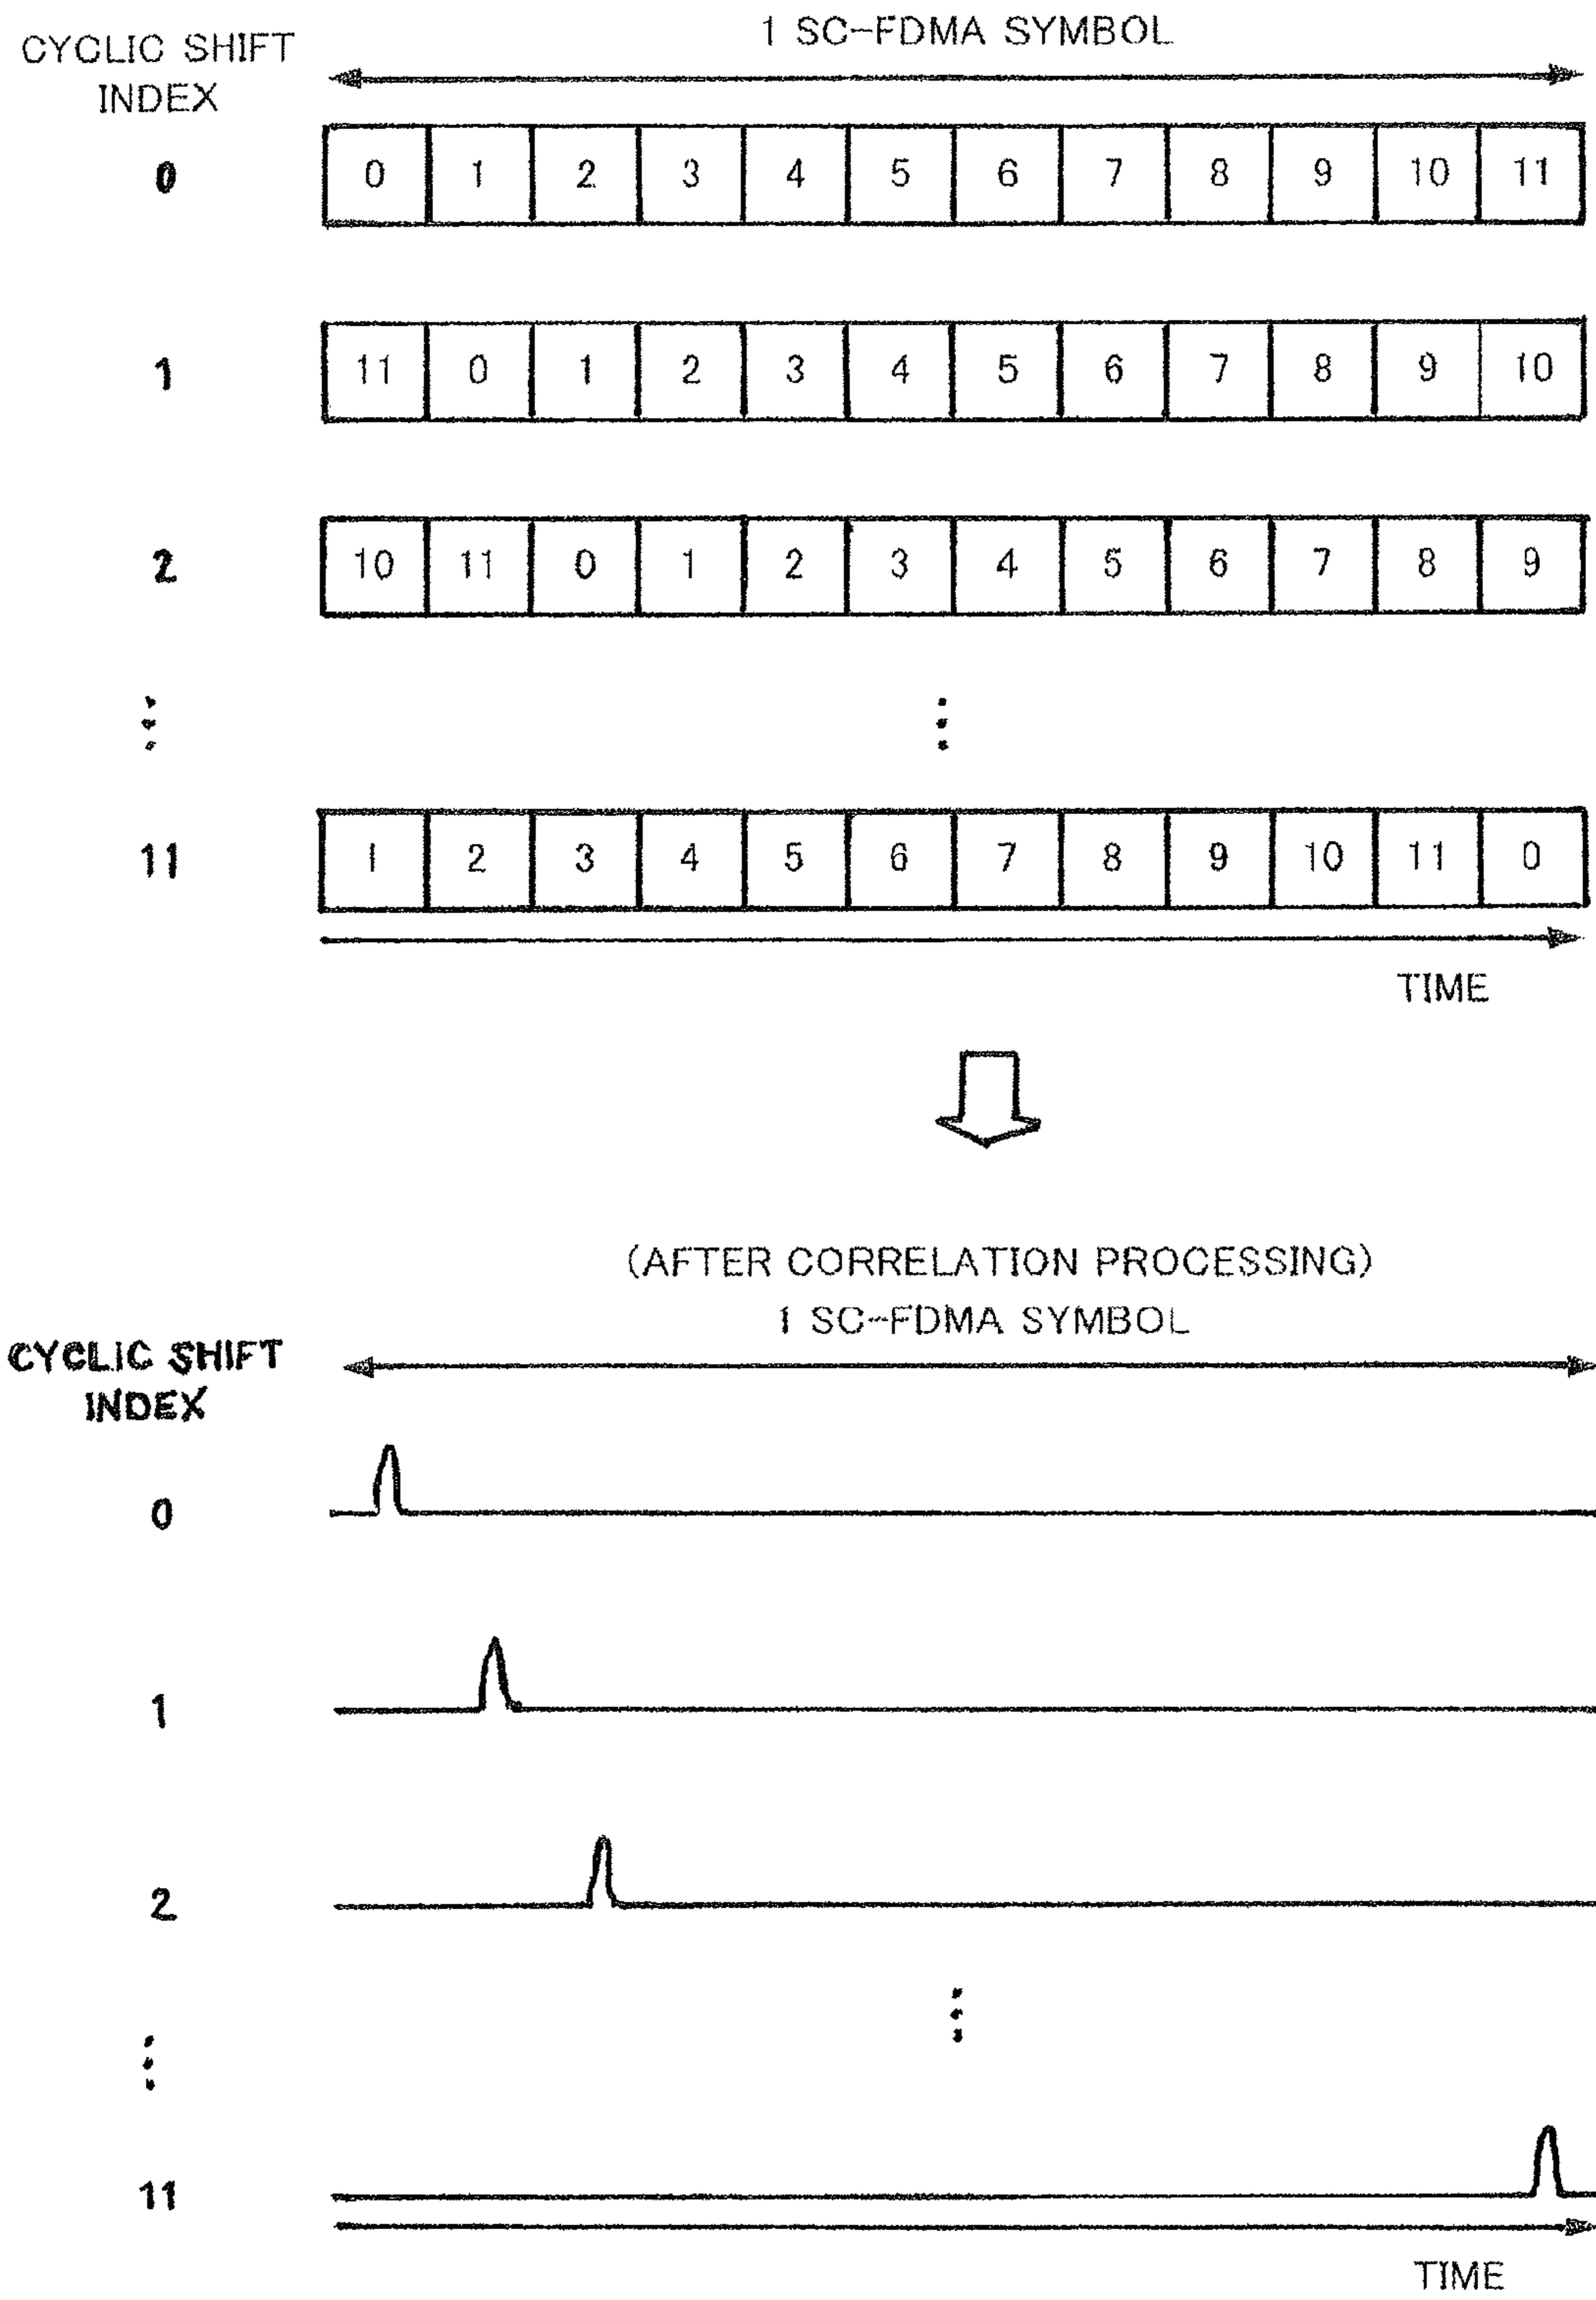 1 SC-FDMA SYMBOL
CYCLIC SHIFT
INDEX
0 0 1 2 3 4 5 6 7 8 9 10 11
1 11 0 1 2 3 4 5 6 7 8 9 10
2 10 11 0 1 2 3 4 5 6 7 8 9
11 1 2 3 4 5 6 7 8 9 10 11 0
TIME
(AFTER CORRELATION PROCESSING)
1 SC-FDMA SYMBOL
CYCLIC SHIFT
INDEX
0
1
2
11
TIME